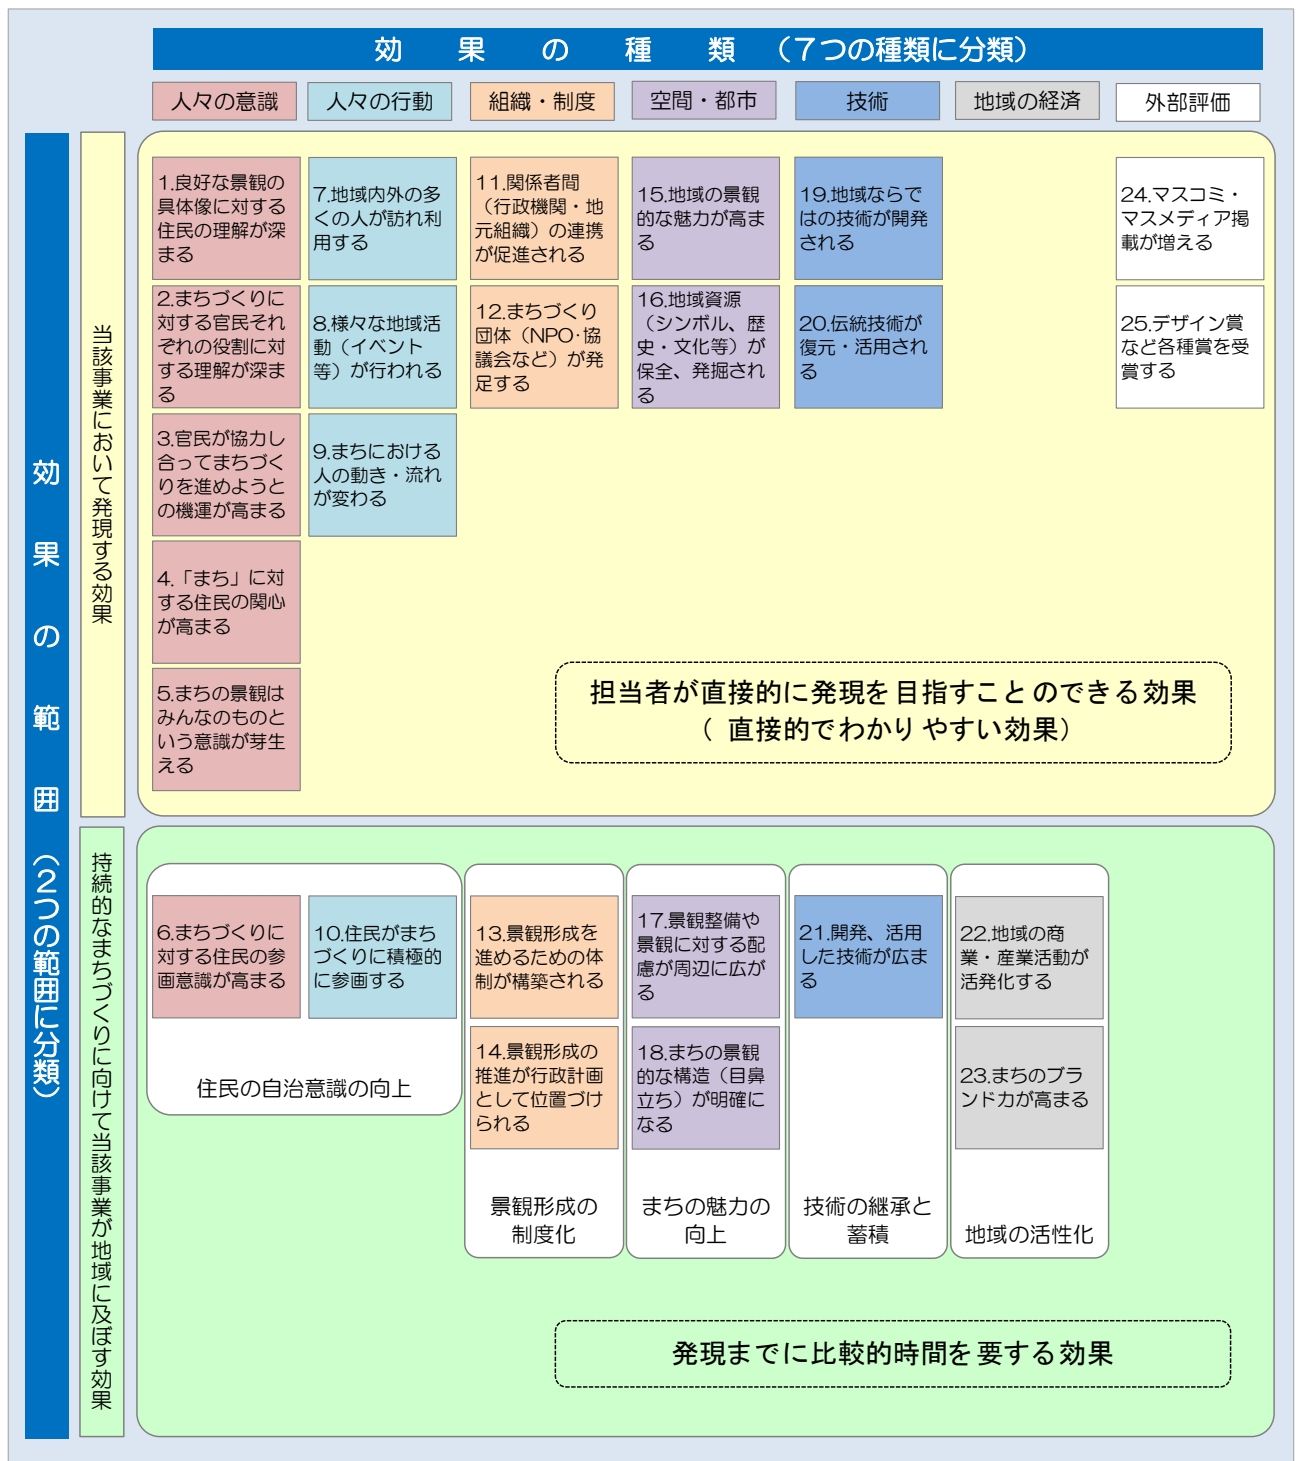 効果の種類（7つの種類に分類）
人々の意識
人々の行動
組織・制度
空間・都市
技術
地域の経済
外部評価
効果の範囲（2つの範囲に分類）
当該事業において発現する効果
1.良好な景観の
具体像に対する
住民の理解が深
まる
2.まちづくりに
対する官民それ
ぞれの役割に対
する理解が深ま
る
3.官民が協力し
合ってまちづく
りを進めようと
の機運が高まる
4.「まち」に対
する住民の関心
が高まる
5.まちの景観は
みんなのものと
いう意識が芽生
える
7.地域内外の多
くの人が訪れ利
用する
8.様々な地域活
動（イベント
等）が行われる
9.まちにおける
人の動き・流れ
が変わる
11.関係者間
（行政機関・地
元組織）の連携
が促進される
12.まちづくり
団体（NPO・協
議会など）が発
足する
15.地域の景観
的な魅力が高ま
る
16.地域資源
（シンボル、歴
史・文化等）が
保全、発掘され
る
19.地域ならで
はの技術が開発
される
20.伝統技術が
復元・活用され
る
24.マスコミ・
マスメディア掲
載が増える
25.デザイン賞
など各種賞を受
賞する
担当者が直接的に発現を目指すことのできる効果
（直接的でわかりやすい効果）
持続的なまちづくりに向けて当該事業が地域に及ぼす効果
6.まちづくりに
対する住民の参
画意識が高まる
10.住民がまち
づくりに積極的
に参画する
住民の自治意識の向上
13.景観形成を
進めるための体
制が構築される
14.景観形成の
推進が行政計画
として位置づけ
られる
景観形成の
制度化
17.景観整備や
景観に対する配
慮が周辺に広が
る
18.まちの景観
的な構造（目鼻
立ち）が明確に
なる
まちの魅力の
向上
21.開発、活用
した技術が広ま
る
技術の継承と
蓄積
22.地域の商
業・産業活動が
活発化する
23.まちのブラ
ンド力が高まる
地域の活性化
発現までに比較的時間を要する効果